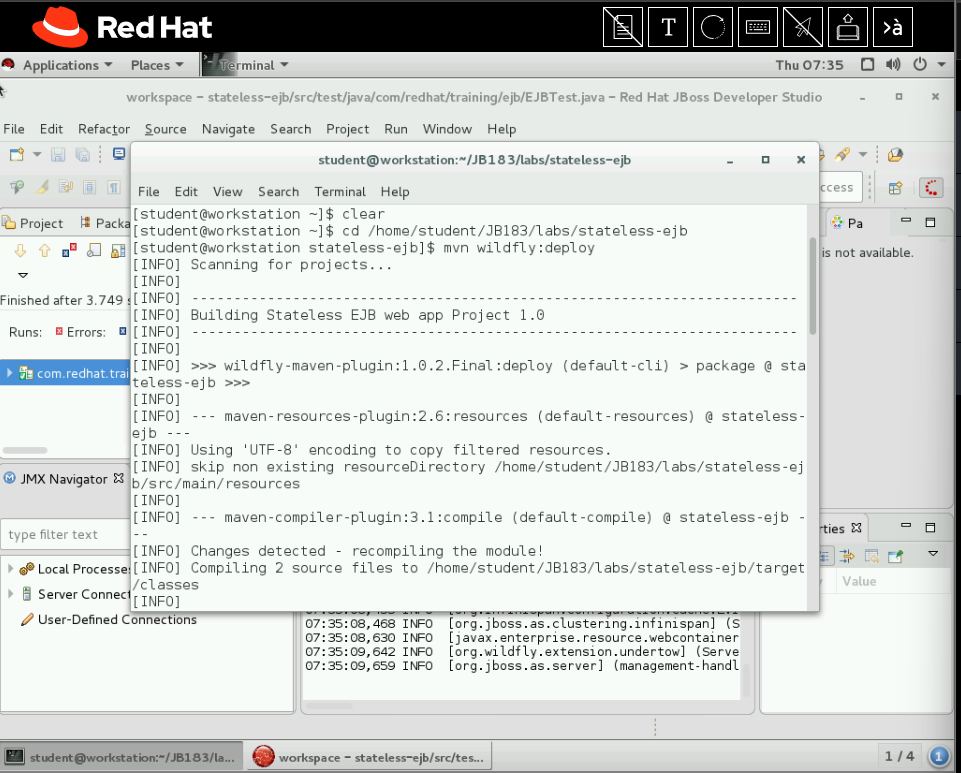 Red Hat
T
>à
Applications Places Terminal Thu 07:35
workspace – stateless-ejb/src/test/java/com/redhat/training/ejb/EJBTest.java – Red Hat JBoss Developer Studio
File Edit Refactor Source Navigate Search Project Run Window Help
student@workstation:~/JB183/labs/stateless-ejb
File Edit View Search Terminal Help
[student@workstation ~]$ clear
[student@workstation ~]$ cd /home/student/JB183/labs/stateless-ejb
[student@workstation stateless-ejb]$ mvn wildfly:deploy
[INFO] Scanning for projects...
[INFO]
[INFO] ------------------------------------------------------------------------
[INFO] Building Stateless EJB web app Project 1.0
[INFO] ------------------------------------------------------------------------
[INFO]
[INFO] >>> wildfly-maven-plugin:1.0.2.Final:deploy (default-cli) > package @ sta
teless-ejb >>>
[INFO]
[INFO] --- maven-resources-plugin:2.6:resources (default-resources) @ stateless-
ejb ---
[INFO] Using 'UTF-8' encoding to copy filtered resources.
[INFO] skip non existing resourceDirectory /home/student/JB183/labs/stateless-ej
b/src/main/resources
[INFO]
[INFO] --- maven-compiler-plugin:3.1:compile (default-compile) @ stateless-ejb -
--
[INFO] Changes detected - recompiling the module!
[INFO] Compiling 2 source files to /home/student/JB183/labs/stateless-ejb/target
/classes
[INFO]
Project Packa
Finished after 3.749 s
Runs: Errors:
com.redhat.trai
JMX Navigator
type filter text
Local Processes
Server Connect
User-Defined Connections
ccess
Pa
is not available.
rties
Value
07:35:08,468 INFO [org.jboss.as.clustering.infinispan] (S
07:35:08,630 INFO [javax.enterprise.resource.webcontainer
07:35:09,642 INFO [org.wildfly.extension.undertow] (Serve
07:35:09,659 INFO [org.jboss.as.server] (management-handl
student@workstation:~/JB183/la...
workspace – stateless-ejb/src/tes...
1 / 4
1